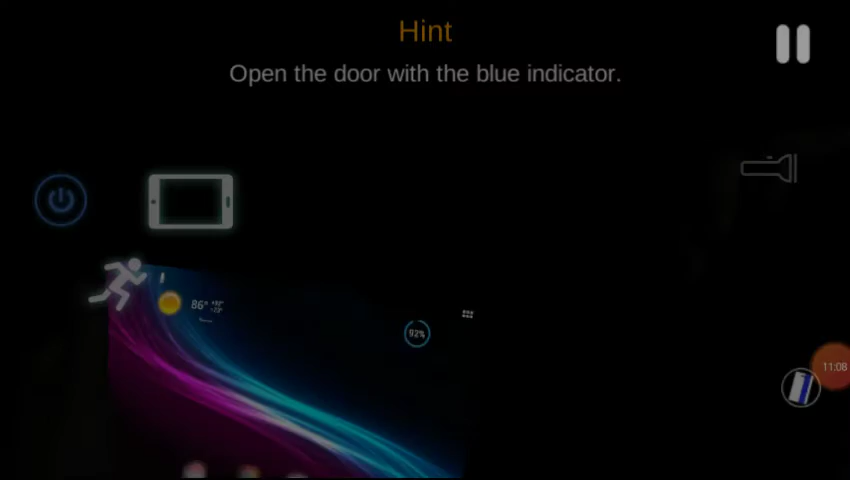 Hint
Open the door with the blue indicator.
86°
92%
11:08